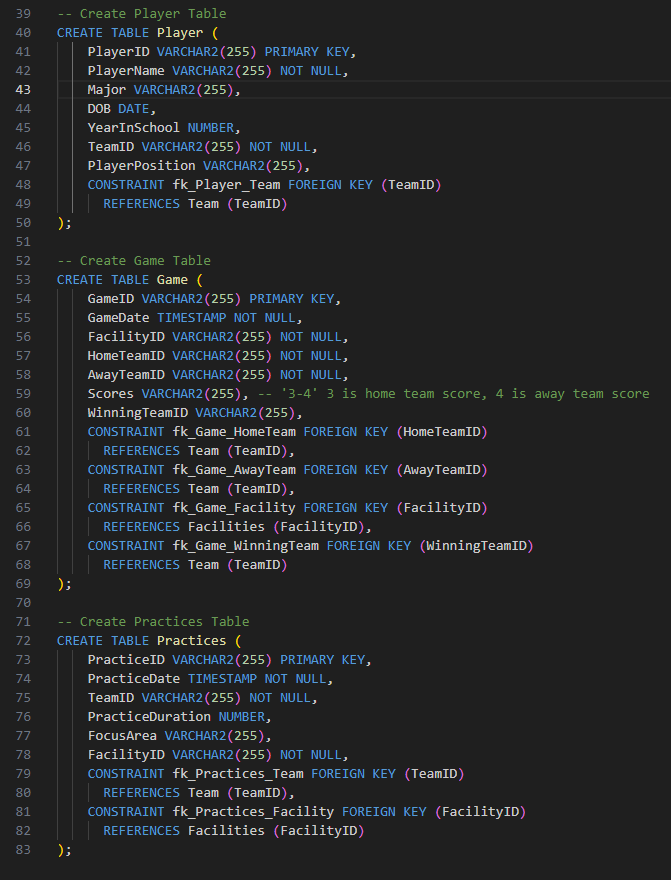 39 -- Create Player Table
40 CREATE TABLE Player (
41 PlayerID VARCHAR2(255) PRIMARY KEY,
42 PlayerName VARCHAR2(255) NOT NULL,
43 Major VARCHAR2(255),
44 DOB DATE,
45 YearInSchool NUMBER,
46 TeamID VARCHAR2(255) NOT NULL,
47 PlayerPosition VARCHAR2(255),
48 CONSTRAINT fk_Player_Team FOREIGN KEY (TeamID)
49 REFERENCES Team (TeamID)
50 );
51
52 -- Create Game Table
53 CREATE TABLE Game (
54 GameID VARCHAR2(255) PRIMARY KEY,
55 GameDate TIMESTAMP NOT NULL,
56 FacilityID VARCHAR2(255) NOT NULL,
57 HomeTeamID VARCHAR2(255) NOT NULL,
58 AwayTeamID VARCHAR2(255) NOT NULL,
59 Scores VARCHAR2(255), -- '3-4' 3 is home team score, 4 is away team score
60 WinningTeamID VARCHAR2(255),
61 CONSTRAINT fk_Game_HomeTeam FOREIGN KEY (HomeTeamID)
62 REFERENCES Team (TeamID),
63 CONSTRAINT fk_Game_AwayTeam FOREIGN KEY (AwayTeamID)
64 REFERENCES Team (TeamID),
65 CONSTRAINT fk_Game_Facility FOREIGN KEY (FacilityID)
66 REFERENCES Facilities (FacilityID),
67 CONSTRAINT fk_Game_WinningTeam FOREIGN KEY (WinningTeamID)
68 REFERENCES Team (TeamID)
69 );
70
71 -- Create Practices Table
72 CREATE TABLE Practices (
73 PracticeID VARCHAR2(255) PRIMARY KEY,
74 PracticeDate TIMESTAMP NOT NULL,
75 TeamID VARCHAR2(255) NOT NULL,
76 PracticeDuration NUMBER,
77 FocusArea VARCHAR2(255),
78 FacilityID VARCHAR2(255) NOT NULL,
79 CONSTRAINT fk_Practices_Team FOREIGN KEY (TeamID)
80 REFERENCES Team (TeamID),
81 CONSTRAINT fk_Practices_Facility FOREIGN KEY (FacilityID)
82 REFERENCES Facilities (FacilityID)
83 );